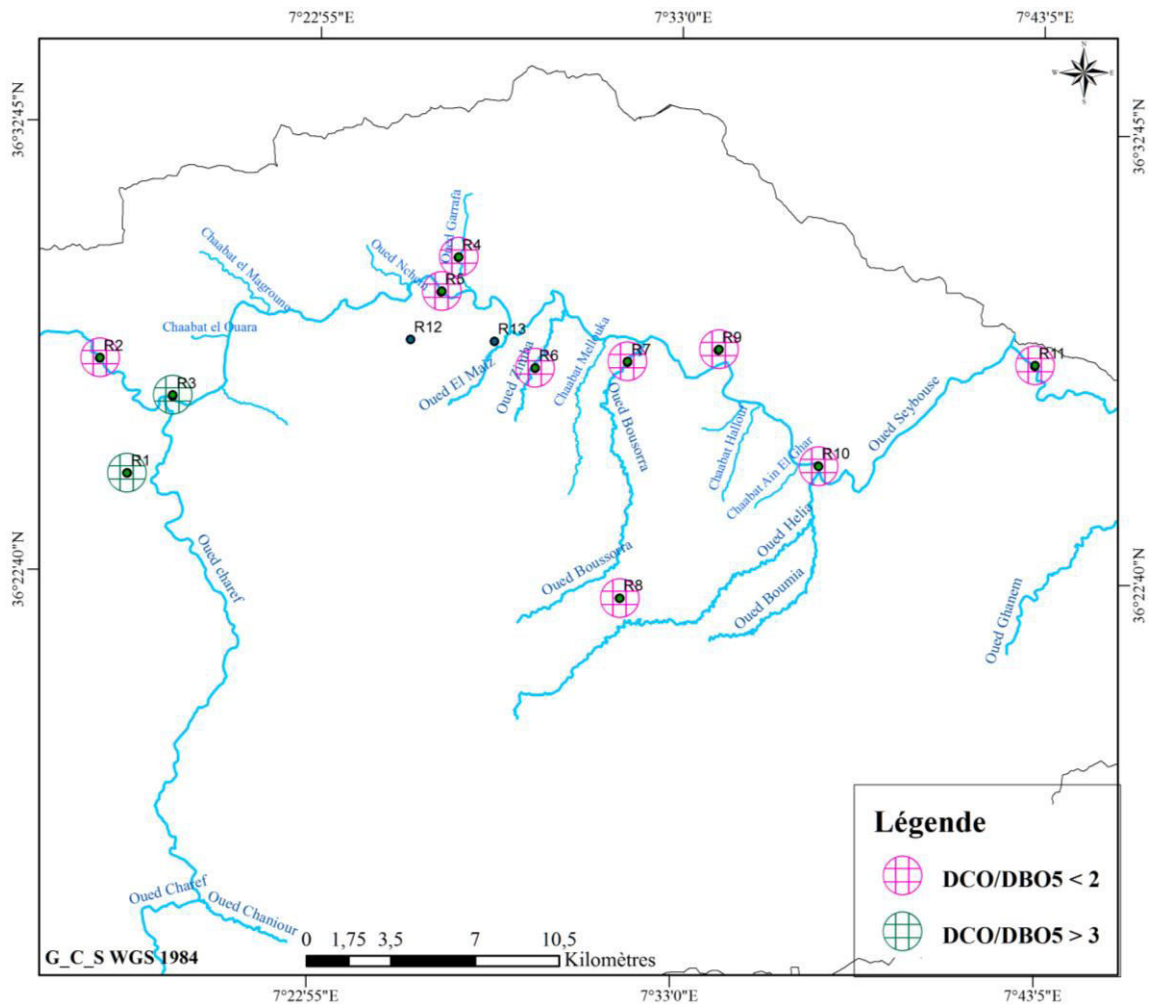 7°22'55"E
7°33'0"E
7°43'5"E
36°32'45"N
36°32'45"N
N
W
E
S
Oued Garrafa
Chaabat el Magroune
Oued Nchem
R4
R5
Chaabat el Ouara
R12
R13
R2
R3
R6
R7
R9
R11
Oued El Maiz
Oued Zimba
Chaabat Mellouka
Oued Bousorra
Chaabat Hallouf
Oued Seybouse
R1
R10
Chaabat Ain El Ghar
Oued charef
Oued Helia
Oued Boussorra
36°22'40"N
36°22'40"N
R8
Oued Boumia
Oued Ghanem
Légende
DCO/DBO5 < 2
DCO/DBO5 > 3
Oued Charef
Oued Chaniour
0 1,75 3,5 7 10,5
Kilomètres
G_C_S WGS 1984
7°22'55"E
7°33'0"E
7°43'5"E